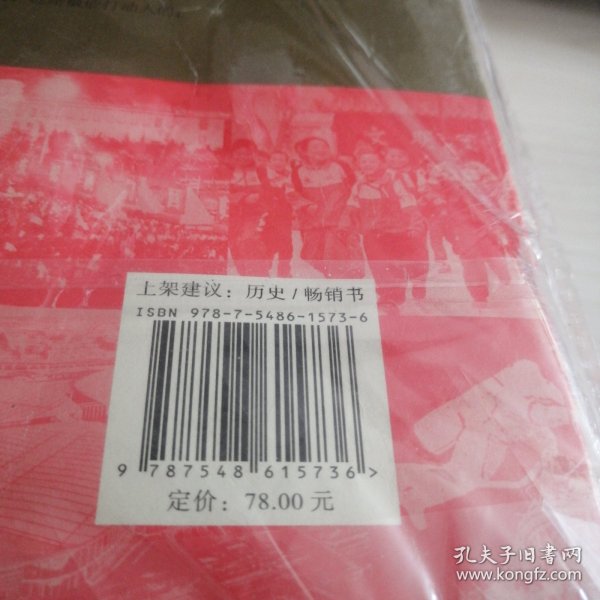 上架建议：历史/畅销书
ISBN 978-7-5486-1573-6
9 787548 615736 >
定价：78.00元
孔夫子旧书网
www.kongfz.com